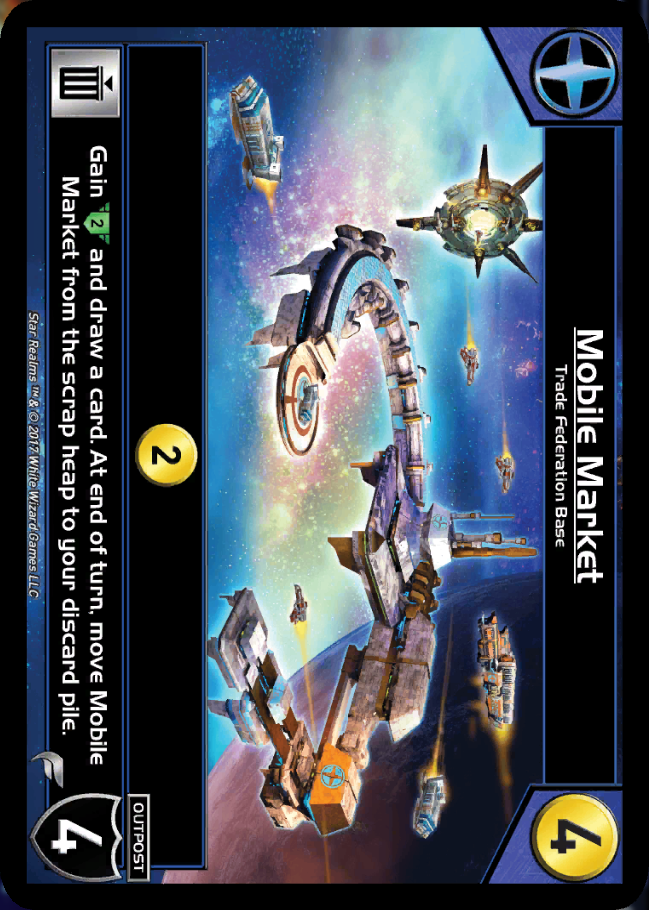 Mobile Market
Trade Federation Base
4
2
Gain 2 and draw a card. At end of turn, move Mobile
Market from the scrap heap to your discard pile.
OUTPOST
4
Star Realms ™ & © 2017 White Wizard Games LLC